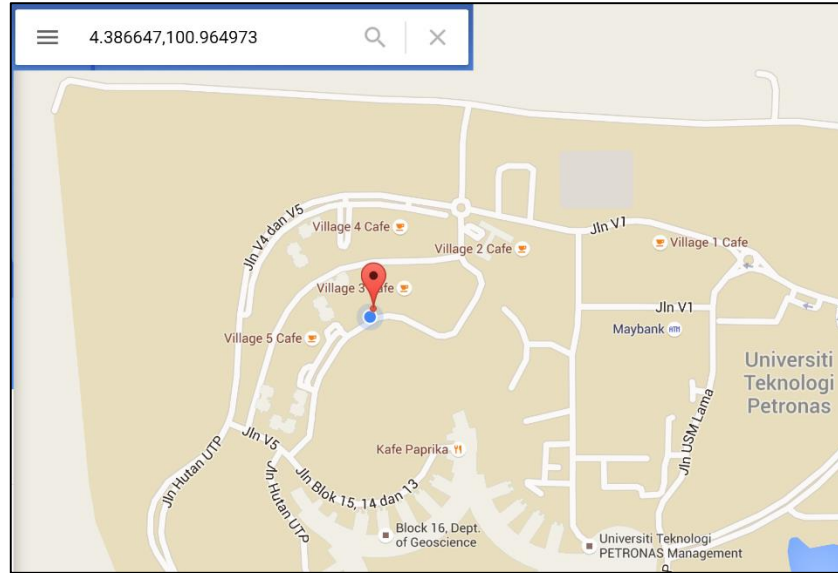 4.386647,100.964973
Jln V4 dan V5
Village 4 Cafe
Village 2 Cafe
Jln V1
Village 1 Cafe
Village 3 Cafe
Jln V1
Village 5 Cafe
Maybank
ATM
Universiti
Teknologi
Petronas
Jln USM Lama
Jln Hutan UTP
Jln V5
Kafe Paprika
Jln Hutan UTP
Jln Blok 15, 14 dan 13
Block 16, Dept.
of Geoscience
Universiti Teknologi
PETRONAS Management